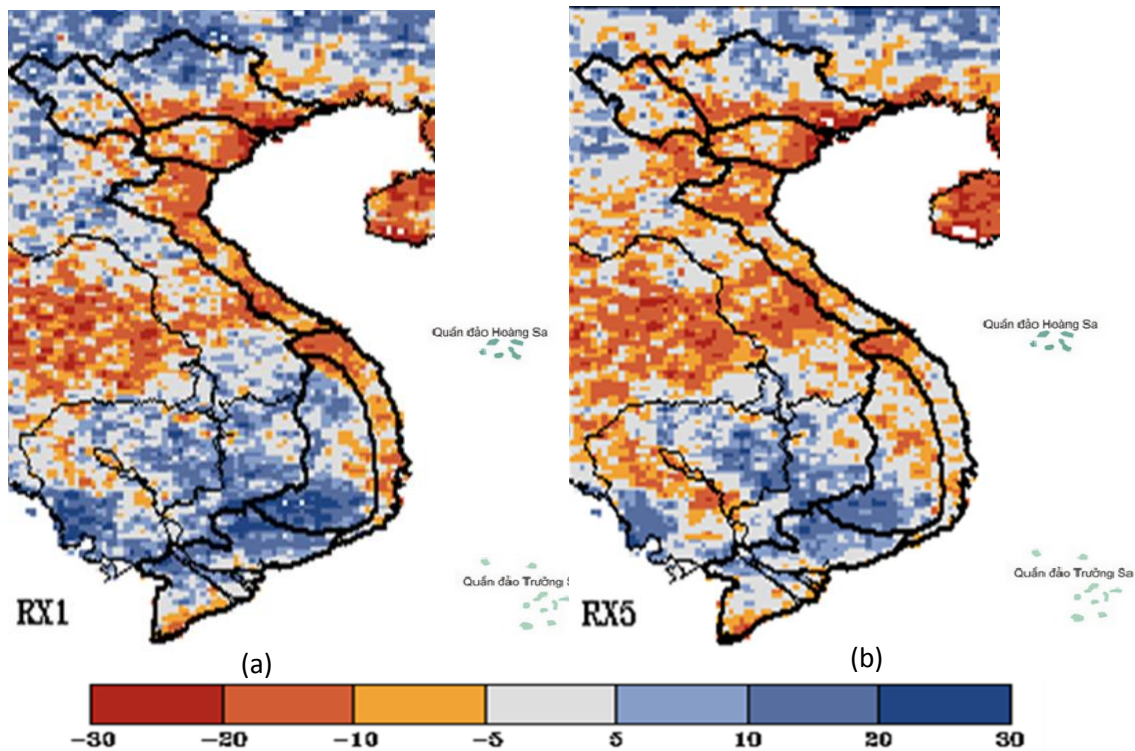 Quần đảo Hoàng Sa
Quần đảo Hoàng Sa
Quần đảo Trường S
Quần đảo Trường Sa
RX1
RX5
(a)
(b)
-30 -20 -10 -5 5 10 20 30